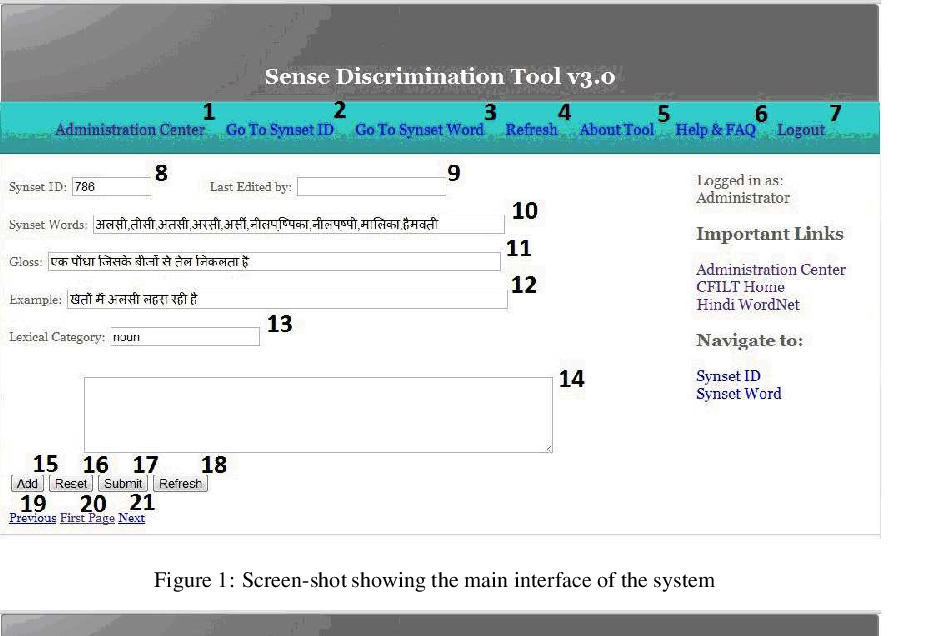 Sense Discrimination Tool v3.0
1 2 3 4 5 6 7
Administration Center Go To Synset ID Go To Synset Word Refresh About Tool Help & FAQ Logout
Synset ID: 786 8 Last Edited by: 9
Synset Words: अलसी,तीसी,अतसी,अरसी,अर्सी,नीलपुष्पिका,नीलपुष्पी,मालिका,हैमवती 10
Gloss: एक पौधा जिसके बीजों से तेल निकलता है 11
Example: खेतों में अलसी लहरा रही है 12
Lexical Category: noun 13
14
15 16 17 18
Add Reset Submit Refresh
19 20 21
Previous First Page Next
Logged in as:
Administrator
Important Links
Administration Center
CFILT Home
Hindi WordNet
Navigate to:
Synset ID
Synset Word
Figure 1: Screen-shot showing the main interface of the system